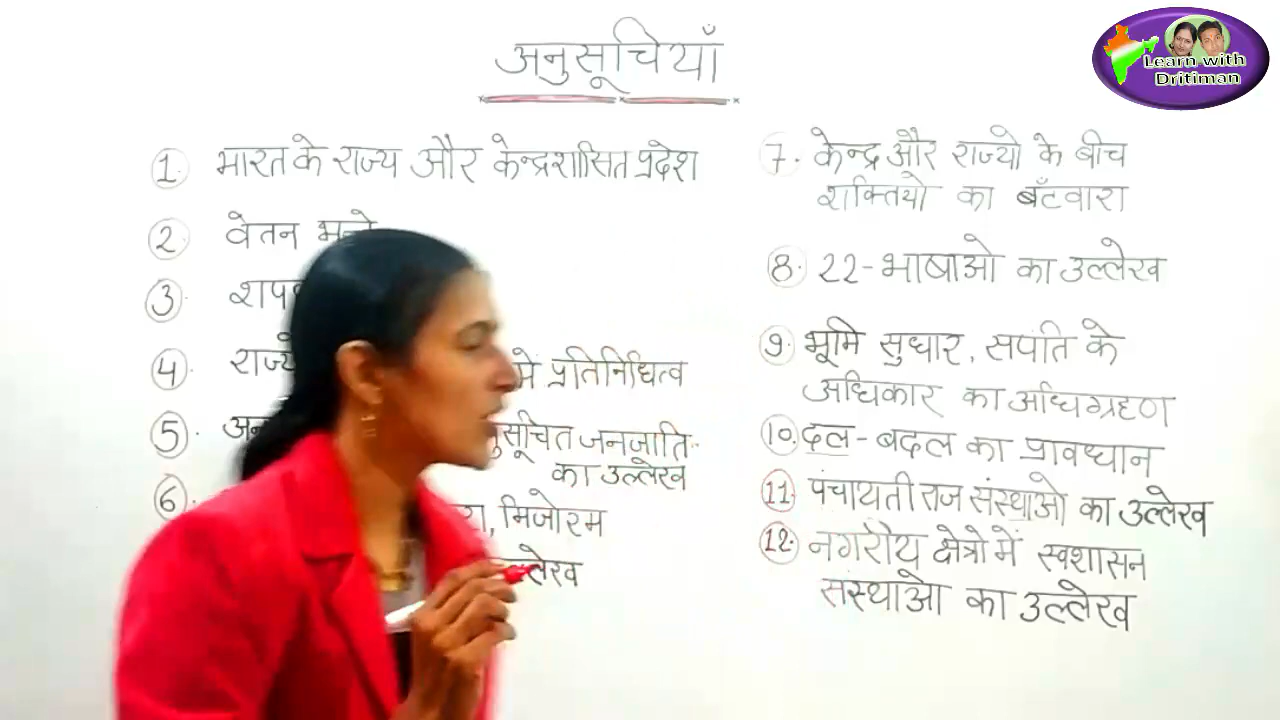 अनुसूचियाँ
Learn with
Dritiman
1. भारत के राज्य और केन्द्रशासित प्रदेश
2. वेतन
3.
4. में प्रतिनिधित्व
5. जनजाति
का उल्लेख
6. मिजोरम
उल्लेख
7. केन्द्र और राज्यो के बीच
शक्तियो का बँटवारा
8. 22-भाषाओ का उल्लेख
9. भूमि सुधार, सपंति के
अधिकार का अधिग्रहण
10. दल-बदल का प्रावधान
11. पंचायती राज संस्थाओ का उल्लेख
12. नगरीय क्षेत्रो में स्वशासन
संस्थाओ का उल्लेख